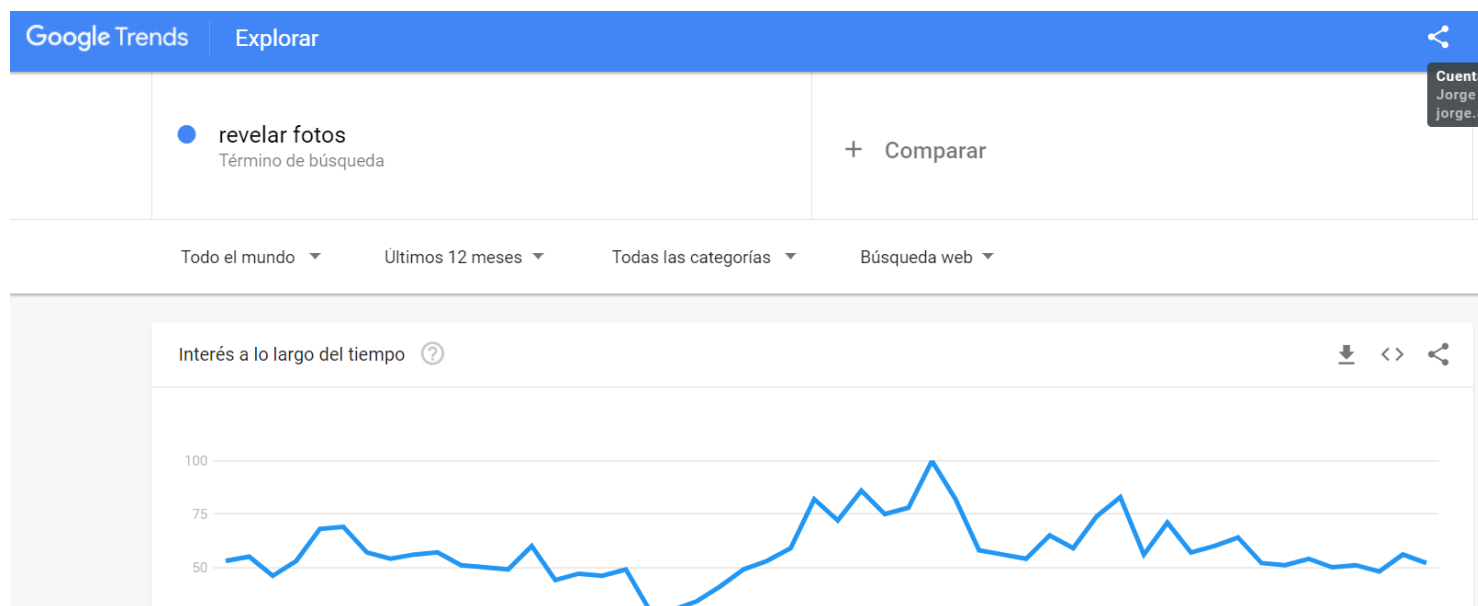 Google Trends Explorar
Cuent
Jorge
jorge.
revelar fotos
Término de búsqueda
+ Comparar
Todo el mundo Últimos 12 meses Todas las categorías Búsqueda web
Interés a lo largo del tiempo ?
100
75
50